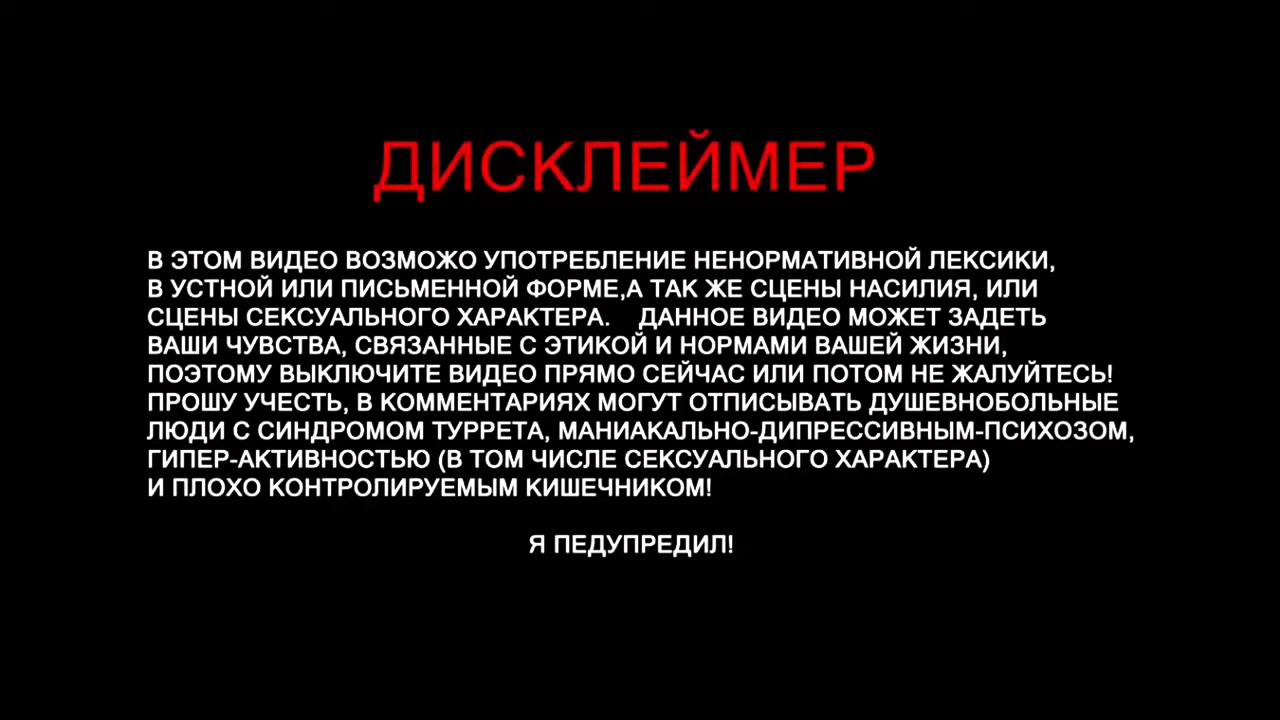 ДИСКЛЕЙМЕР
В ЭТОМ ВИДЕО ВОЗМОЖО УПОТРЕБЛЕНИЕ НЕНОРМАТИВНОЙ ЛЕКСИКИ,
В УСТНОЙ ИЛИ ПИСЬМЕННОЙ ФОРМЕ,А ТАК ЖЕ СЦЕНЫ НАСИЛИЯ, ИЛИ
СЦЕНЫ СЕКСУАЛЬНОГО ХАРАКТЕРА. ДАННОЕ ВИДЕО МОЖЕТ ЗАДЕТЬ
ВАШИ ЧУВСТВА, СВЯЗАННЫЕ С ЭТИКОЙ И НОРМАМИ ВАШЕЙ ЖИЗНИ,
ПОЭТОМУ ВЫКЛЮЧИТЕ ВИДЕО ПРЯМО СЕЙЧАС ИЛИ ПОТОМ НЕ ЖАЛУЙТЕСЬ!
ПРОШУ УЧЕСТЬ, В КОММЕНТАРИЯХ МОГУТ ОТПИСЫВАТЬ ДУШЕВНОБОЛЬНЫЕ
ЛЮДИ С СИНДРОМОМ ТУРРЕТА, МАНИАКАЛЬНО-ДИПРЕССИВНЫМ-ПСИХОЗОМ,
ГИПЕР-АКТИВНОСТЬЮ (В ТОМ ЧИСЛЕ СЕКСУАЛЬНОГО ХАРАКТЕРА)
И ПЛОХО КОНТРОЛИРУЕМЫМ КИШЕЧНИКОМ!
Я ПЕДУПРЕДИЛ!